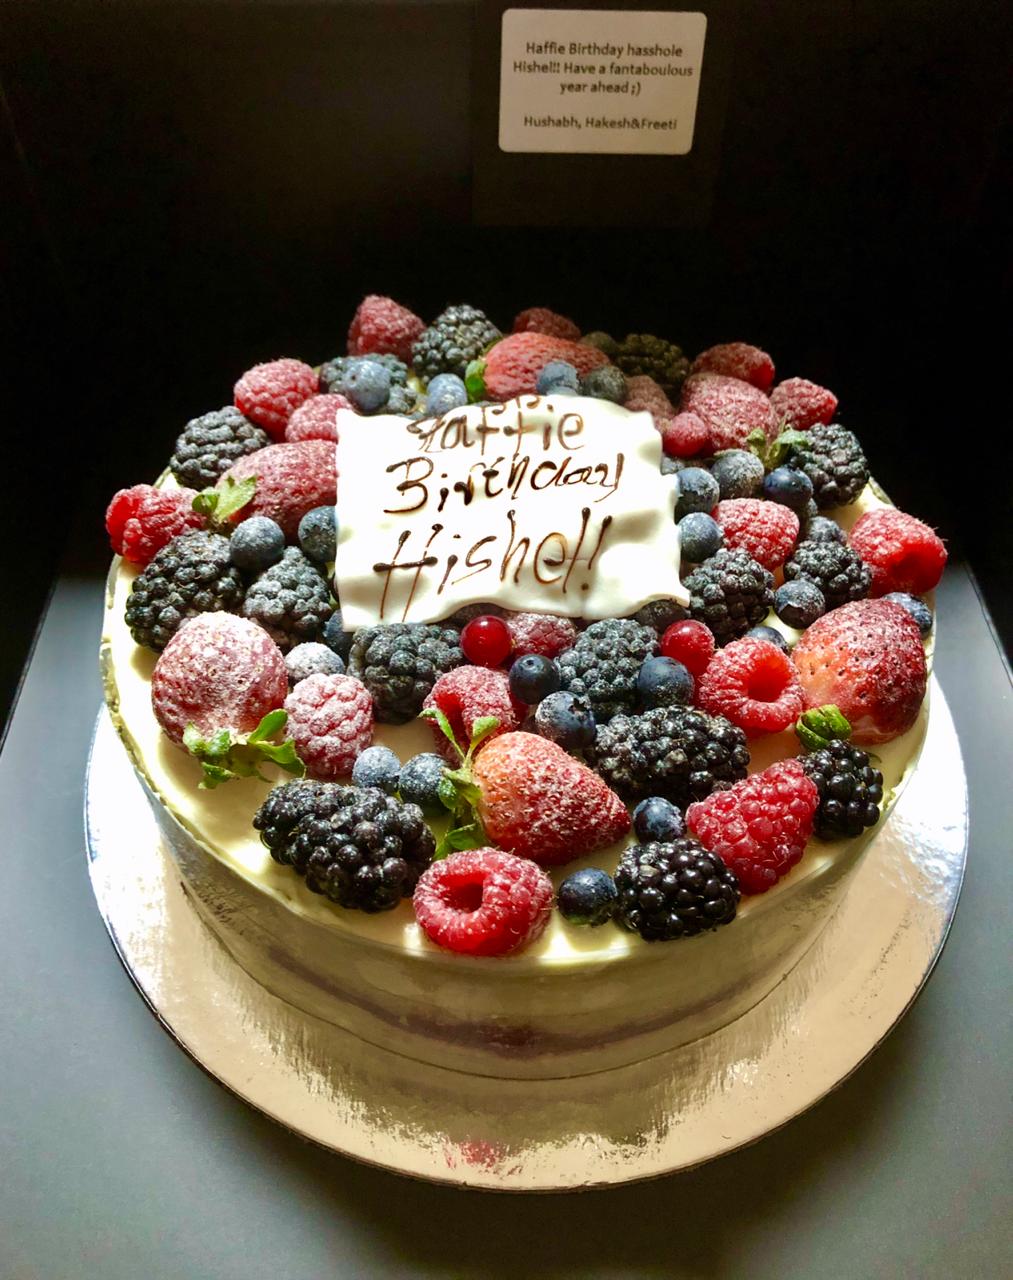 Haffie Birthday hasshole
Hishel!! Have a fantaboulous
year ahead ;)
Hushabh, Hakesh&Freeti
Haffie
Birthday
Hishel!